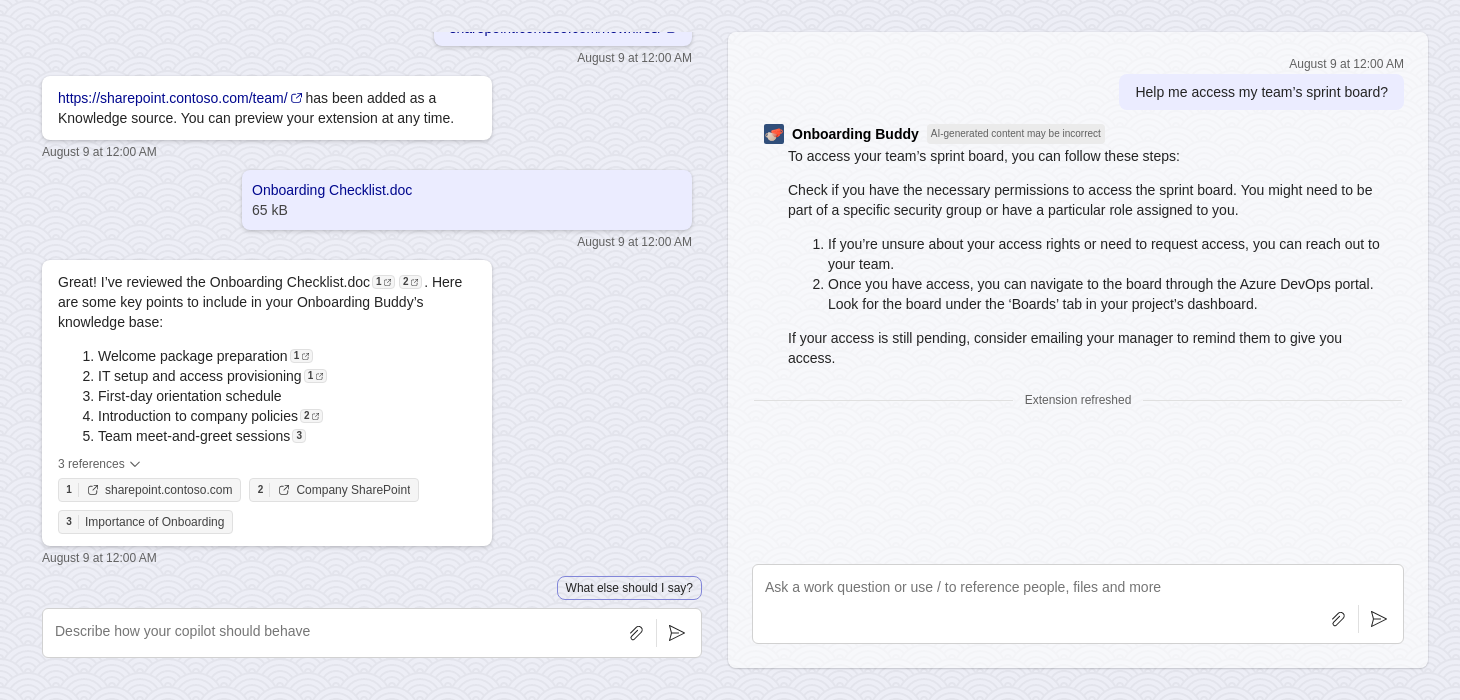 August 9 at 12:00 AM
https://sharepoint.contoso.com/team/ has been added as a
Knowledge source. You can preview your extension at any time.
August 9 at 12:00 AM
Onboarding Checklist.doc
65 kB
August 9 at 12:00 AM
Great! I’ve reviewed the Onboarding Checklist.doc 1 2 . Here
are some key points to include in your Onboarding Buddy’s
knowledge base:
1. Welcome package preparation 1
2. IT setup and access provisioning 1
3. First-day orientation schedule
4. Introduction to company policies 2
5. Team meet-and-greet sessions 3
3 references
1 sharepoint.contoso.com 2 Company SharePoint
3 Importance of Onboarding
August 9 at 12:00 AM
What else should I say?
Describe how your copilot should behave
August 9 at 12:00 AM
Help me access my team’s sprint board?
Onboarding Buddy AI-generated content may be incorrect
To access your team’s sprint board, you can follow these steps:
Check if you have the necessary permissions to access the sprint board. You might need to be
part of a specific security group or have a particular role assigned to you.
1. If you’re unsure about your access rights or need to request access, you can reach out to
your team.
2. Once you have access, you can navigate to the board through the Azure DevOps portal.
Look for the board under the ‘Boards’ tab in your project’s dashboard.
If your access is still pending, consider emailing your manager to remind them to give you
access.
Extension refreshed
Ask a work question or use / to reference people, files and more